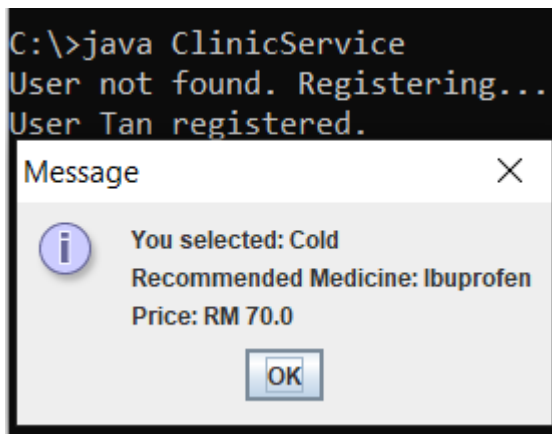 C:\>java ClinicService
User not found. Registering...
User Tan registered.
Message
You selected: Cold
Recommended Medicine: Ibuprofen
Price: RM 70.0
OK